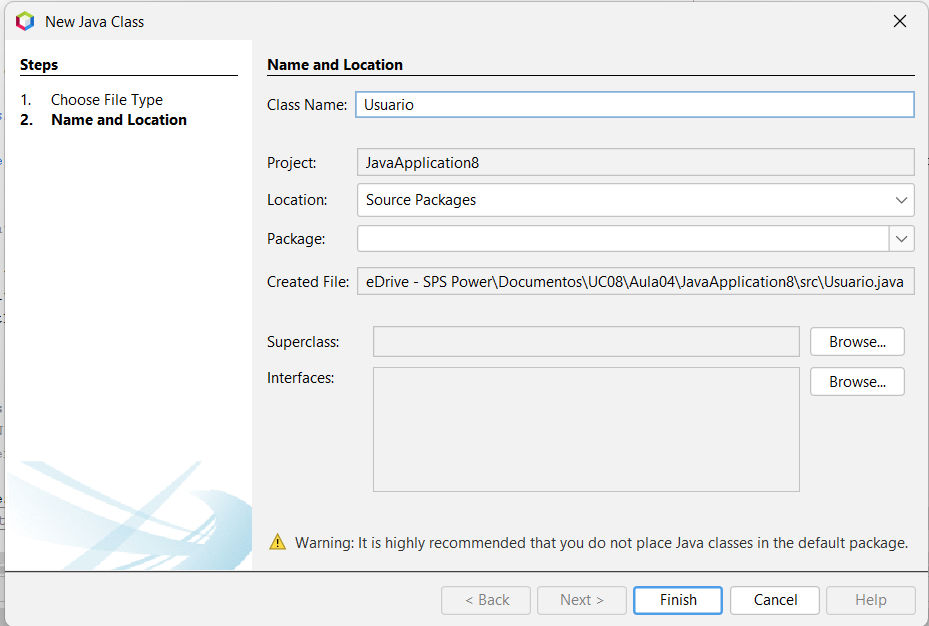 New Java Class
Steps
1. Choose File Type
2. Name and Location
Name and Location
Class Name: Usuario
Project: JavaApplication8
Location: Source Packages
Package:
Created File: eDrive - SPS Power\Documentos\UC08\Aula04\JavaApplication8\src\Usuario.java
Superclass: Browse...
Interfaces: Browse...
Warning: It is highly recommended that you do not place Java classes in the default package.
< Back Next > Finish Cancel Help